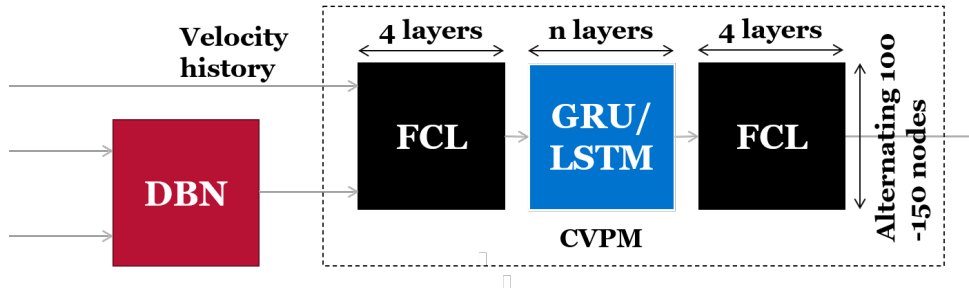 4 layers
n layers
4 layers
Velocity
history
FCL
GRU/
LSTM
FCL
Alternating 100
-150 nodes
DBN
CVPM